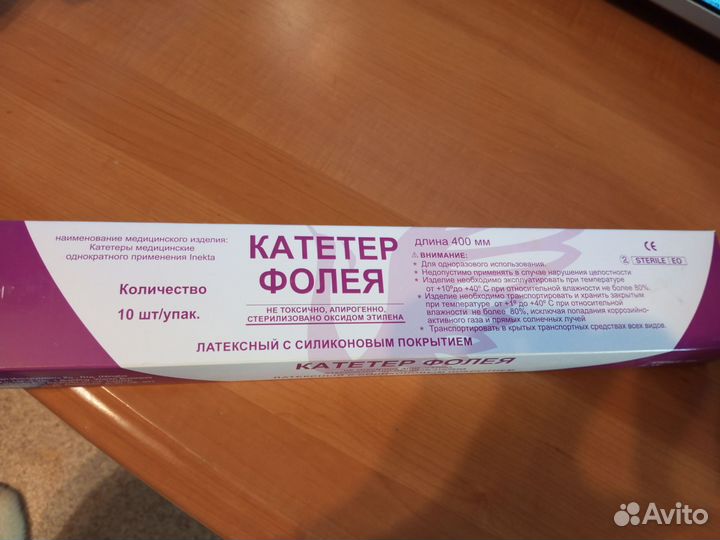 наименование медицинского изделия:
Катетеры медицинские
однократного применения Inekta
Количество
10 шт/упак.
КАТЕТЕР
ФОЛЕЯ
НЕ ТОКСИЧНО, АПИРОГЕННО,
СТЕРИЛИЗОВАНО ОКСИДОМ ЭТИЛЕНА
ЛАТЕКСНЫЙ С СИЛИКОНОВЫМ ПОКРЫТИЕМ
длина 400 мм
CE
2 STERILE EO
ВНИМАНИЕ:
* Для одноразового использования.
* Недопустимо применять в случае нарушения целостности
* Изделие необходимо эксплуатировать при температуре
от +10°до +40° С при относительной влажности не более 80%.
* Изделие необходимо транспортировать и хранить закрытым
при температуре от +1° до +40° С при относительной
влажности не более 80%, исключая попадания коррозийно-
активного газа и прямых солнечных лучей
* Транспортировать в крытых транспортных средствах всех видов.
КАТЕТЕР ФОЛЕЯ
Avito